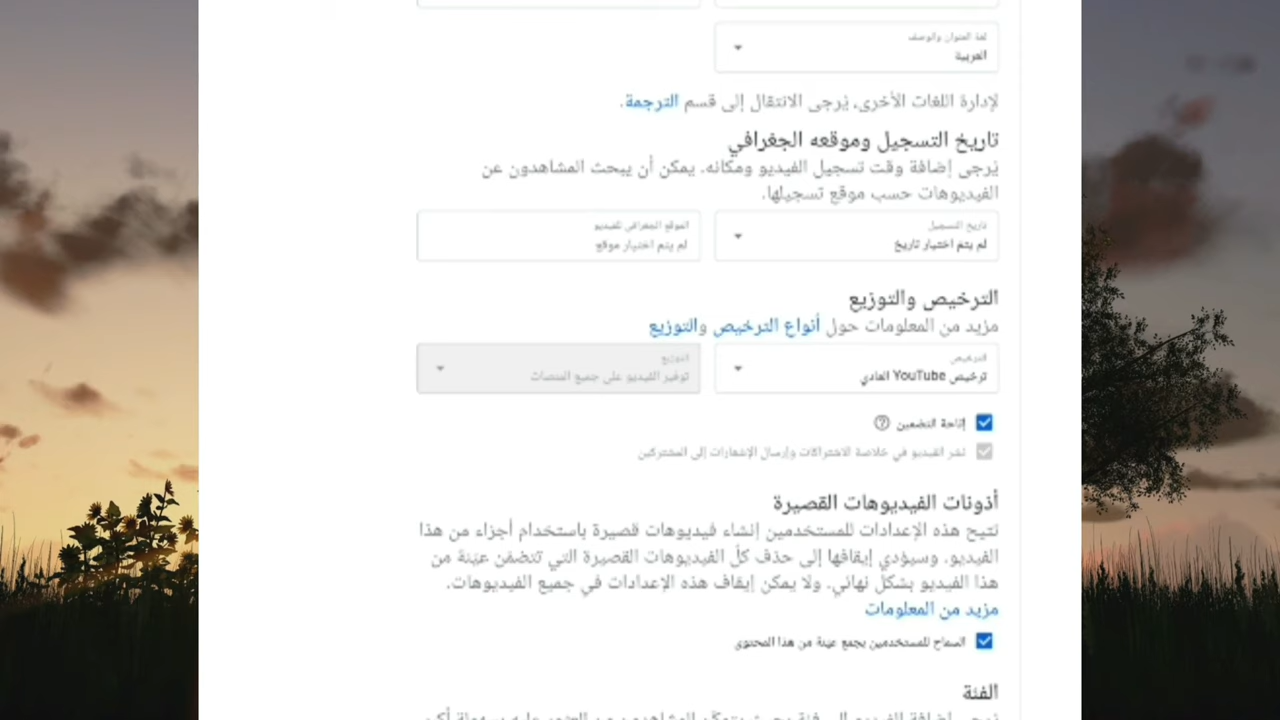 لغة العنوان والوصف
العربية
لإدارة اللغات الأخرى، يُرجى الانتقال إلى قسم الترجمة.
تاريخ التسجيل وموقعه الجغرافي
يُرجى إضافة وقت تسجيل الفيديو ومكانه. يمكن أن يبحث المشاهدون عن
الفيديوهات حسب موقع تسجيلها.
تاريخ التسجيل
لم يتم اختيار تاريخ
الموقع الجغرافي للفيديو
لم يتم اختيار موقع
الترخيص والتوزيع
مزيد من المعلومات حول أنواع الترخيص والتوزيع
الترخيص
ترخيص YouTube العادي
التوزيع
توفير الفيديو على جميع المنصات
إتاحة التضمين
نشر الفيديو في خلاصة الاشتراكات وإرسال الإشعارات إلى المشتركين
أذونات الفيديوهات القصيرة
تتيح هذه الإعدادات للمستخدمين إنشاء فيديوهات قصيرة باستخدام أجزاء من هذا
الفيديو. وسيؤدي إيقافها إلى حذف كلّ الفيديوهات القصيرة التي تتضمّن عيّنة من
هذا الفيديو بشكل نهائي. ولا يمكن إيقاف هذه الإعدادات في جميع الفيديوهات.
مزيد من المعلومات
السماح للمستخدمين بجمع عيّنة من هذا المحتوى
الفئة